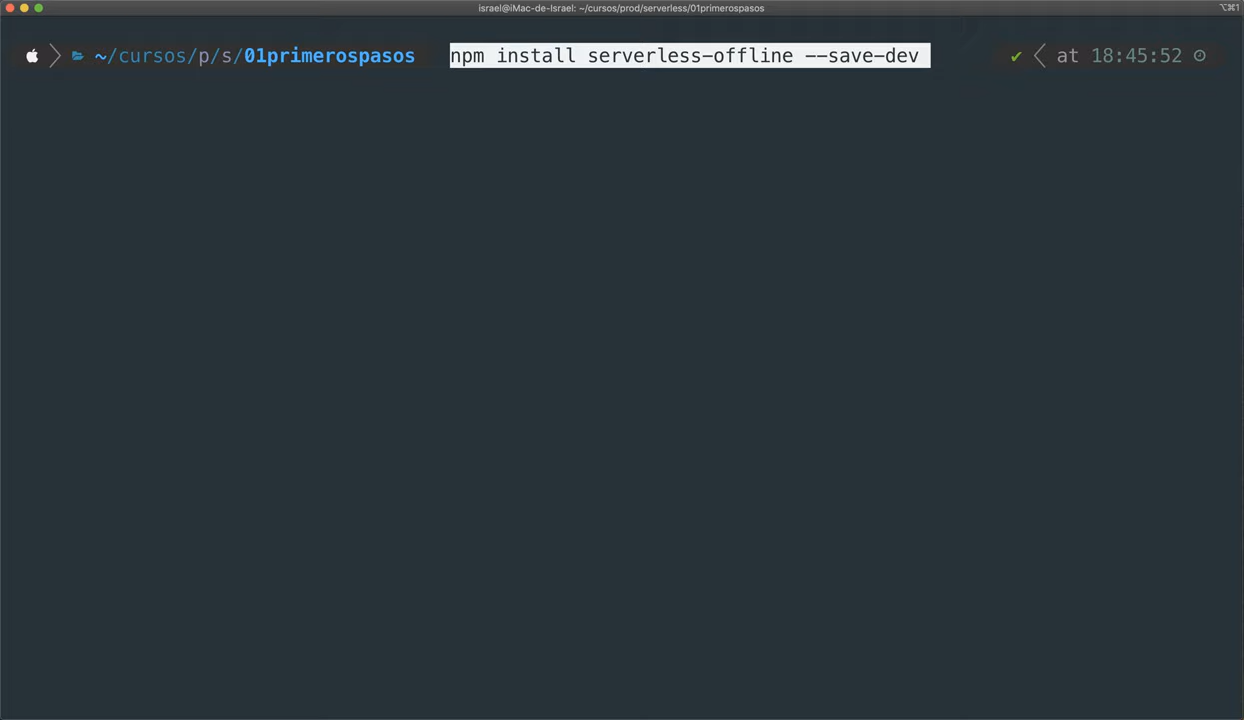 israel@iMac-de-Israel: ~/cursos/prod/serverless/01primerospasos
⌥⌘1
~/cursos/p/s/01primerospasos npm install serverless-offline --save-dev ✔ at 18:45:52